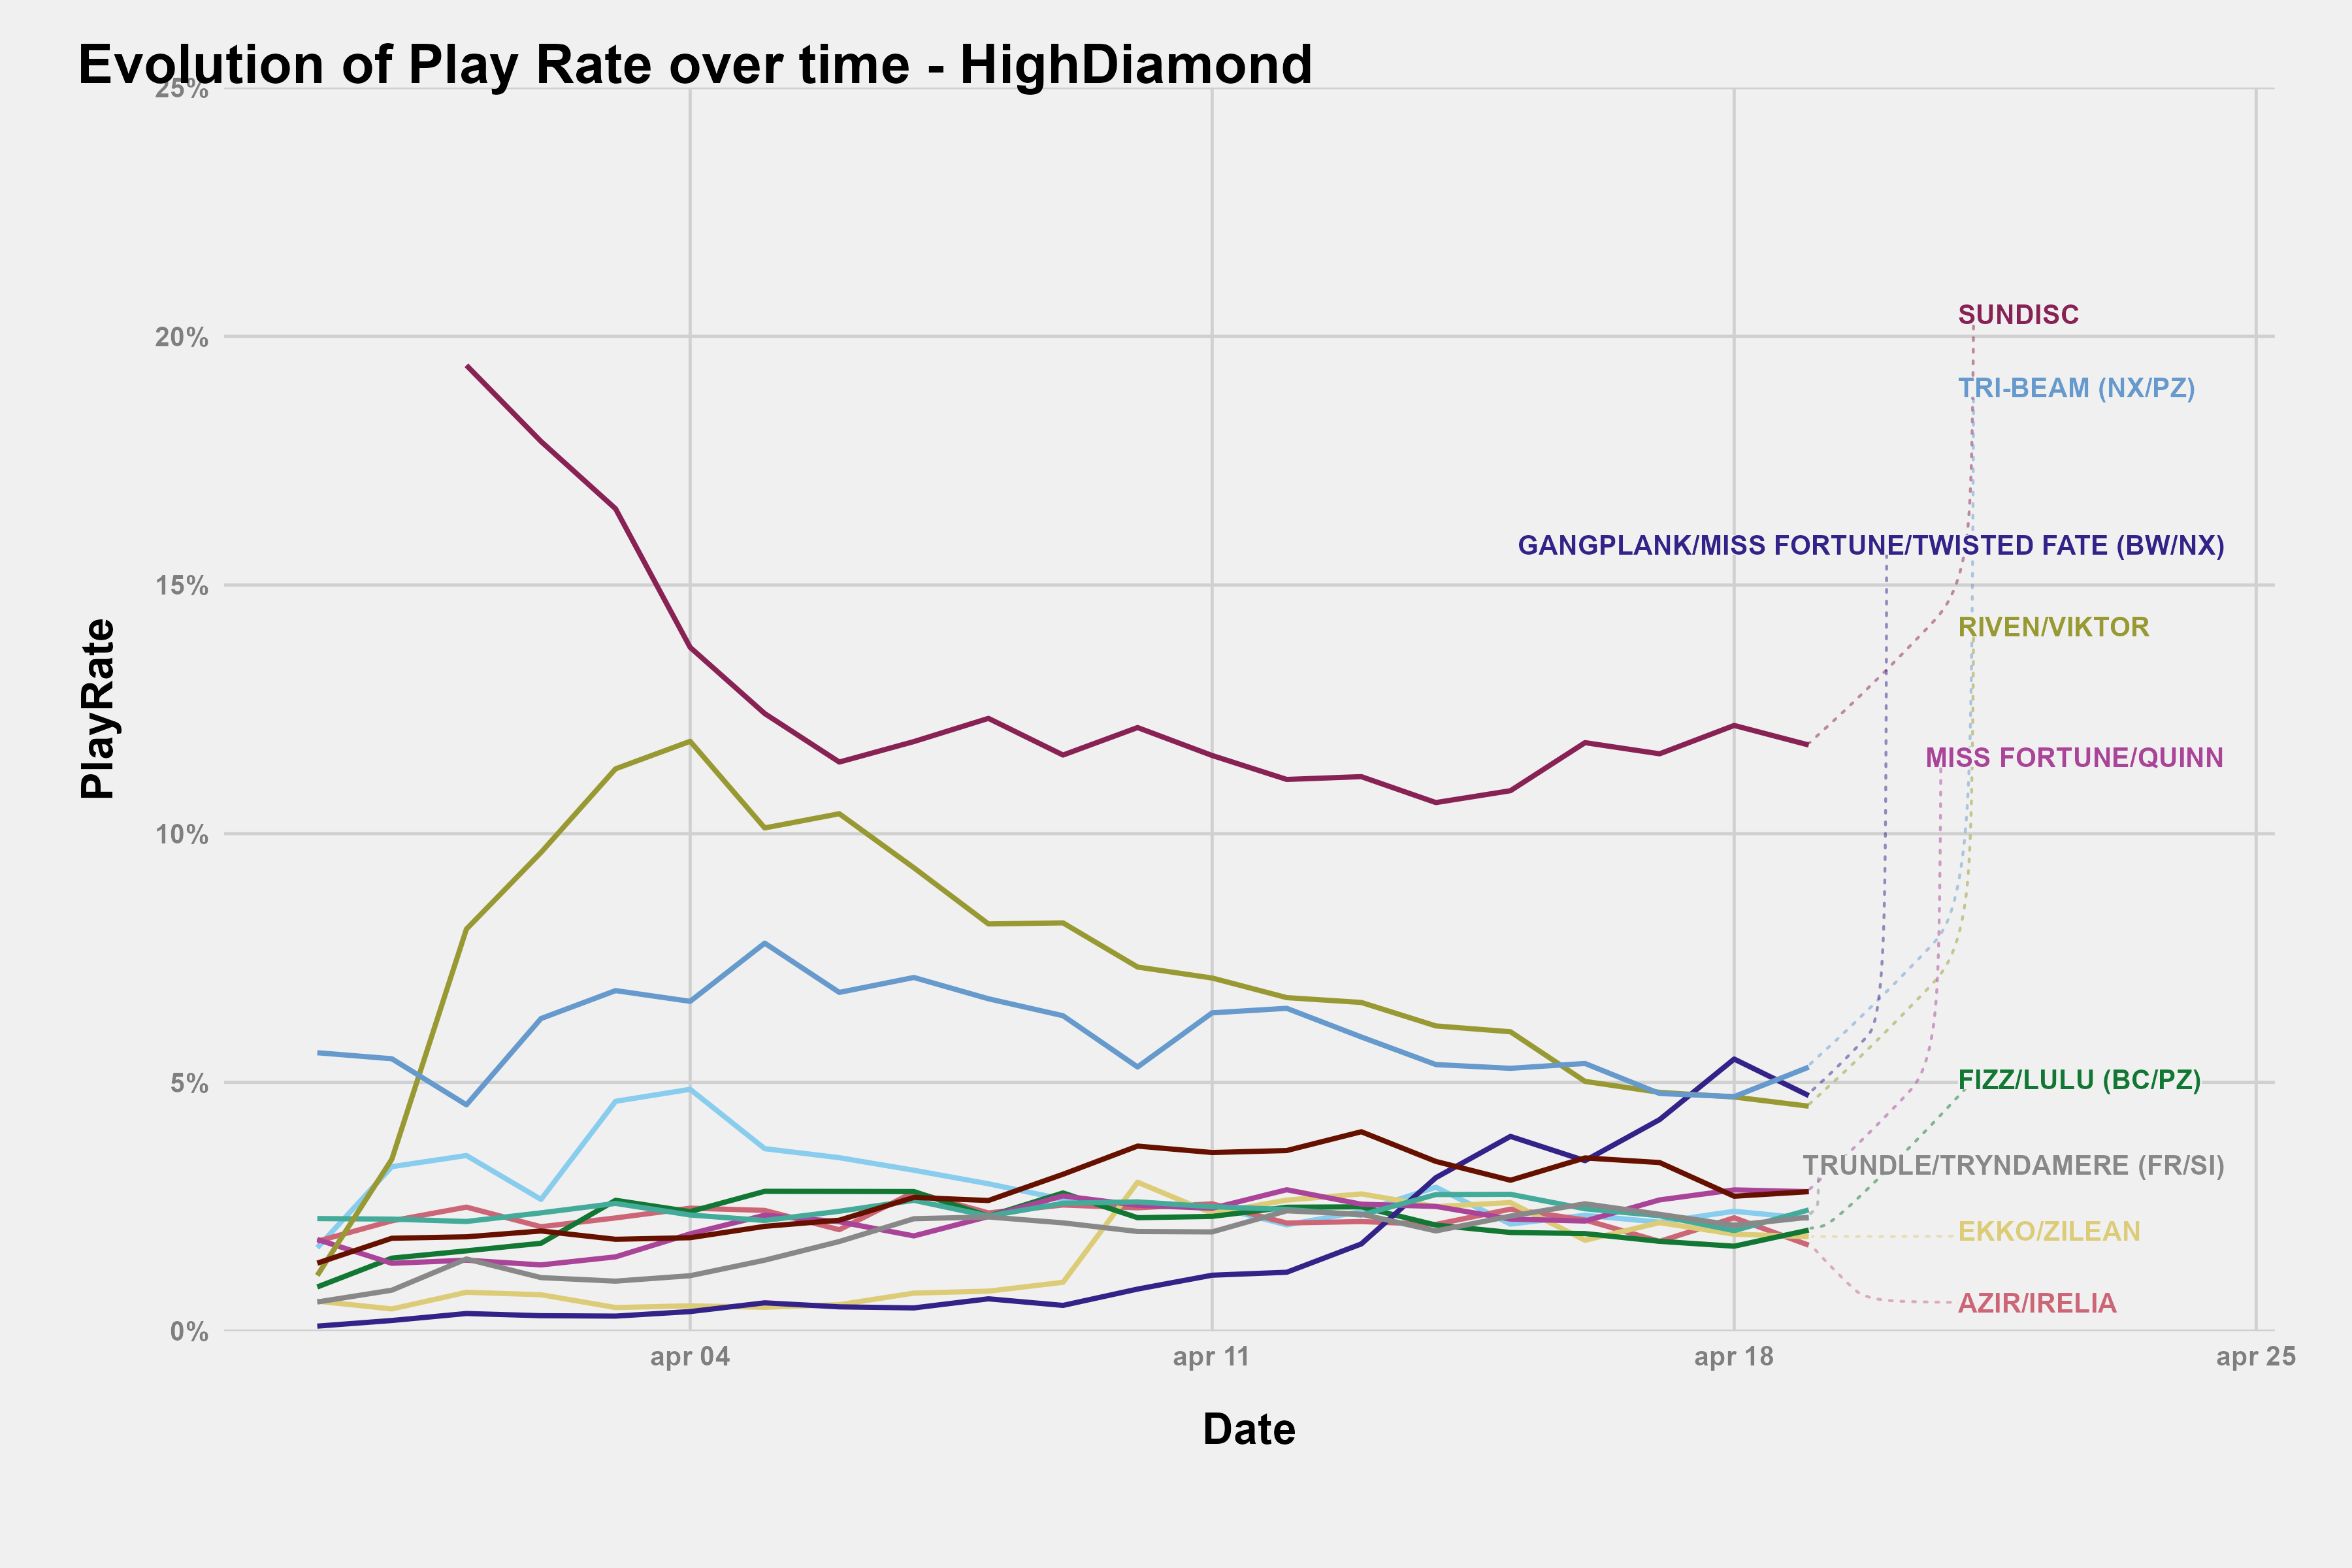 Evolution of Play Rate over time - HighDiamond
25%
20%
15%
10%
5%
0%
PlayRate
SUNDISC
TRI-BEAM (NX/PZ)
GANGPLANK/MISS FORTUNE/TWISTED FATE (BW/NX)
RIVEN/VIKTOR
MISS FORTUNE/QUINN
FIZZ/LULU (BC/PZ)
TRUNDLE/TRYNDAMERE (FR/SI)
EKKO/ZILEAN
AZIR/IRELIA
apr 04
apr 11
apr 18
apr 25
Date